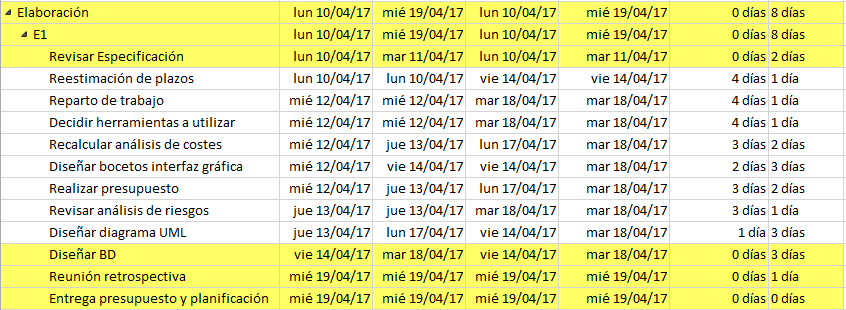 Elaboración lun 10/04/17 mié 19/04/17 lun 10/04/17 mié 19/04/17 0 días 8 días
E1 lun 10/04/17 mié 19/04/17 lun 10/04/17 mié 19/04/17 0 días 8 días
Revisar Especificación lun 10/04/17 mar 11/04/17 lun 10/04/17 mar 11/04/17 0 días 2 días
Reestimación de plazos lun 10/04/17 lun 10/04/17 vie 14/04/17 vie 14/04/17 4 días 1 día
Reparto de trabajo mié 12/04/17 mié 12/04/17 mar 18/04/17 mar 18/04/17 4 días 1 día
Decidir herramientas a utilizar mié 12/04/17 mié 12/04/17 mar 18/04/17 mar 18/04/17 4 días 1 día
Recalcular análisis de costes mié 12/04/17 jue 13/04/17 lun 17/04/17 mar 18/04/17 3 días 2 días
Diseñar bocetos interfaz gráfica mié 12/04/17 vie 14/04/17 vie 14/04/17 mar 18/04/17 2 días 3 días
Realizar presupuesto mié 12/04/17 jue 13/04/17 lun 17/04/17 mar 18/04/17 3 días 2 días
Revisar análisis de riesgos jue 13/04/17 jue 13/04/17 mar 18/04/17 mar 18/04/17 3 días 1 día
Diseñar diagrama UML jue 13/04/17 lun 17/04/17 vie 14/04/17 mar 18/04/17 1 día 3 días
Diseñar BD vie 14/04/17 mar 18/04/17 vie 14/04/17 mar 18/04/17 0 días 3 días
Reunión retrospectiva mié 19/04/17 mié 19/04/17 mié 19/04/17 mié 19/04/17 0 días 1 día
Entrega presupuesto y planificación mié 19/04/17 mié 19/04/17 mié 19/04/17 mié 19/04/17 0 días 0 días